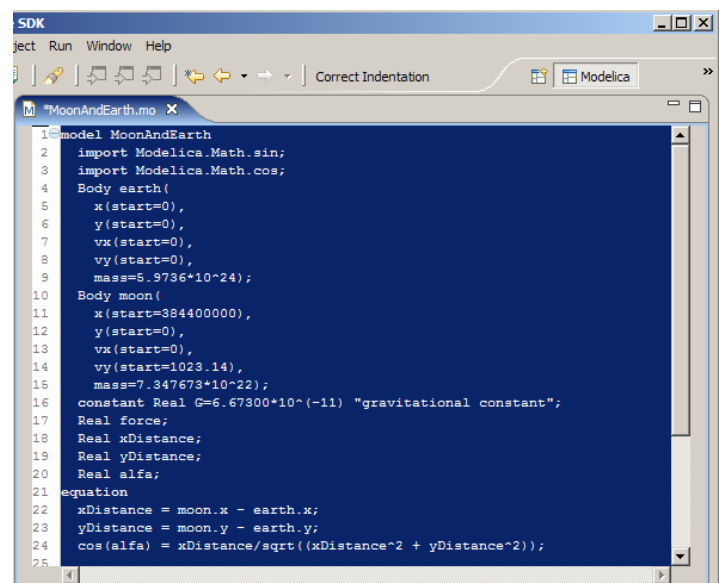 SDK
ject Run Window Help
Correct Indentation
Modelica
»
*MoonAndEarth.mo
1 model MoonAndEarth
2 import Modelica.Math.sin;
3 import Modelica.Math.cos;
4 Body earth(
5 x(start=0),
6 y(start=0),
7 vx(start=0),
8 vy(start=0),
9 mass=5.9736*10^24);
10 Body moon(
11 x(start=384400000),
12 y(start=0),
13 vx(start=0),
14 vy(start=1023.14),
15 mass=7.347673*10^22);
16 constant Real G=6.67300*10^(-11) "gravitational constant";
17 Real force;
18 Real xDistance;
19 Real yDistance;
20 Real alfa;
21 equation
22 xDistance = moon.x - earth.x;
23 yDistance = moon.y - earth.y;
24 cos(alfa) = xDistance/sqrt((xDistance^2 + yDistance^2));
25